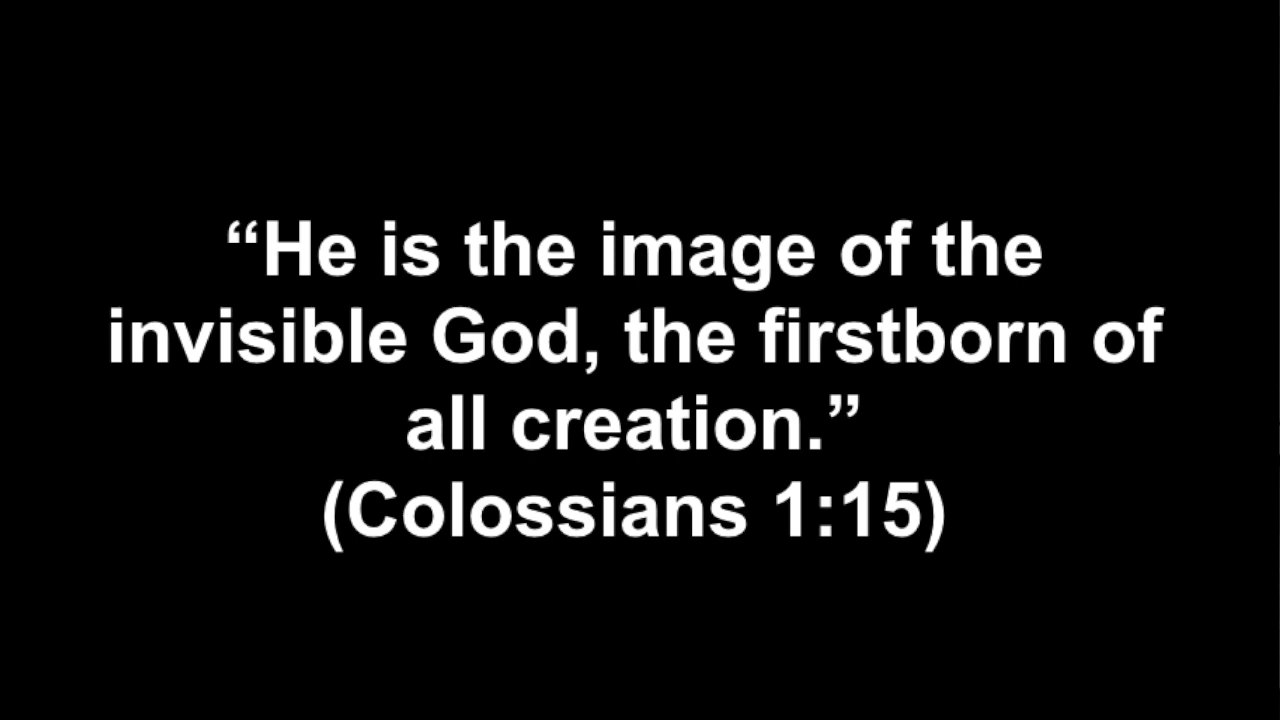 “He is the image of the
invisible God, the firstborn of
all creation.”
(Colossians 1:15)